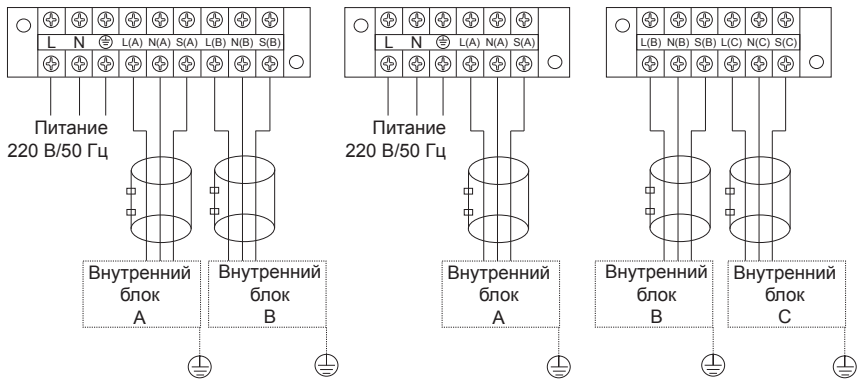 L N L(A) N(A) S(A) L(B) N(B) S(B)
Питание
220 В/50 Гц
Внутренний
блок
А
Внутренний
блок
В
L N L(A) N(A) S(A)
Питание
220 В/50 Гц
Внутренний
блок
А
L(B) N(B) S(B) L(C) N(C) S(C)
Внутренний
блок
В
Внутренний
блок
С